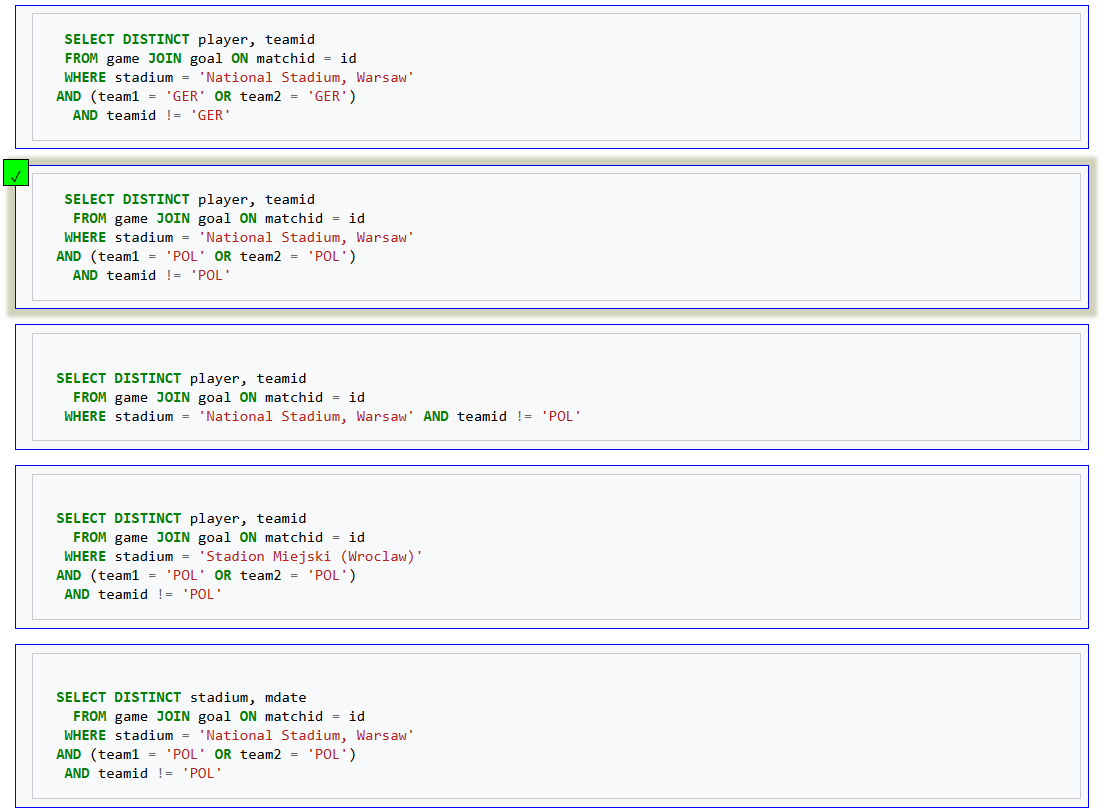 SELECT DISTINCT player, teamid
FROM game JOIN goal ON matchid = id
WHERE stadium = 'National Stadium, Warsaw'
AND (team1 = 'GER' OR team2 = 'GER')
AND teamid != 'GER'
✓
SELECT DISTINCT player, teamid
FROM game JOIN goal ON matchid = id
WHERE stadium = 'National Stadium, Warsaw'
AND (team1 = 'POL' OR team2 = 'POL')
AND teamid != 'POL'
SELECT DISTINCT player, teamid
FROM game JOIN goal ON matchid = id
WHERE stadium = 'National Stadium, Warsaw' AND teamid != 'POL'
SELECT DISTINCT player, teamid
FROM game JOIN goal ON matchid = id
WHERE stadium = 'Stadion Miejski (Wroclaw)'
AND (team1 = 'POL' OR team2 = 'POL')
AND teamid != 'POL'
SELECT DISTINCT stadium, mdate
FROM game JOIN goal ON matchid = id
WHERE stadium = 'National Stadium, Warsaw'
AND (team1 = 'POL' OR team2 = 'POL')
AND teamid != 'POL'